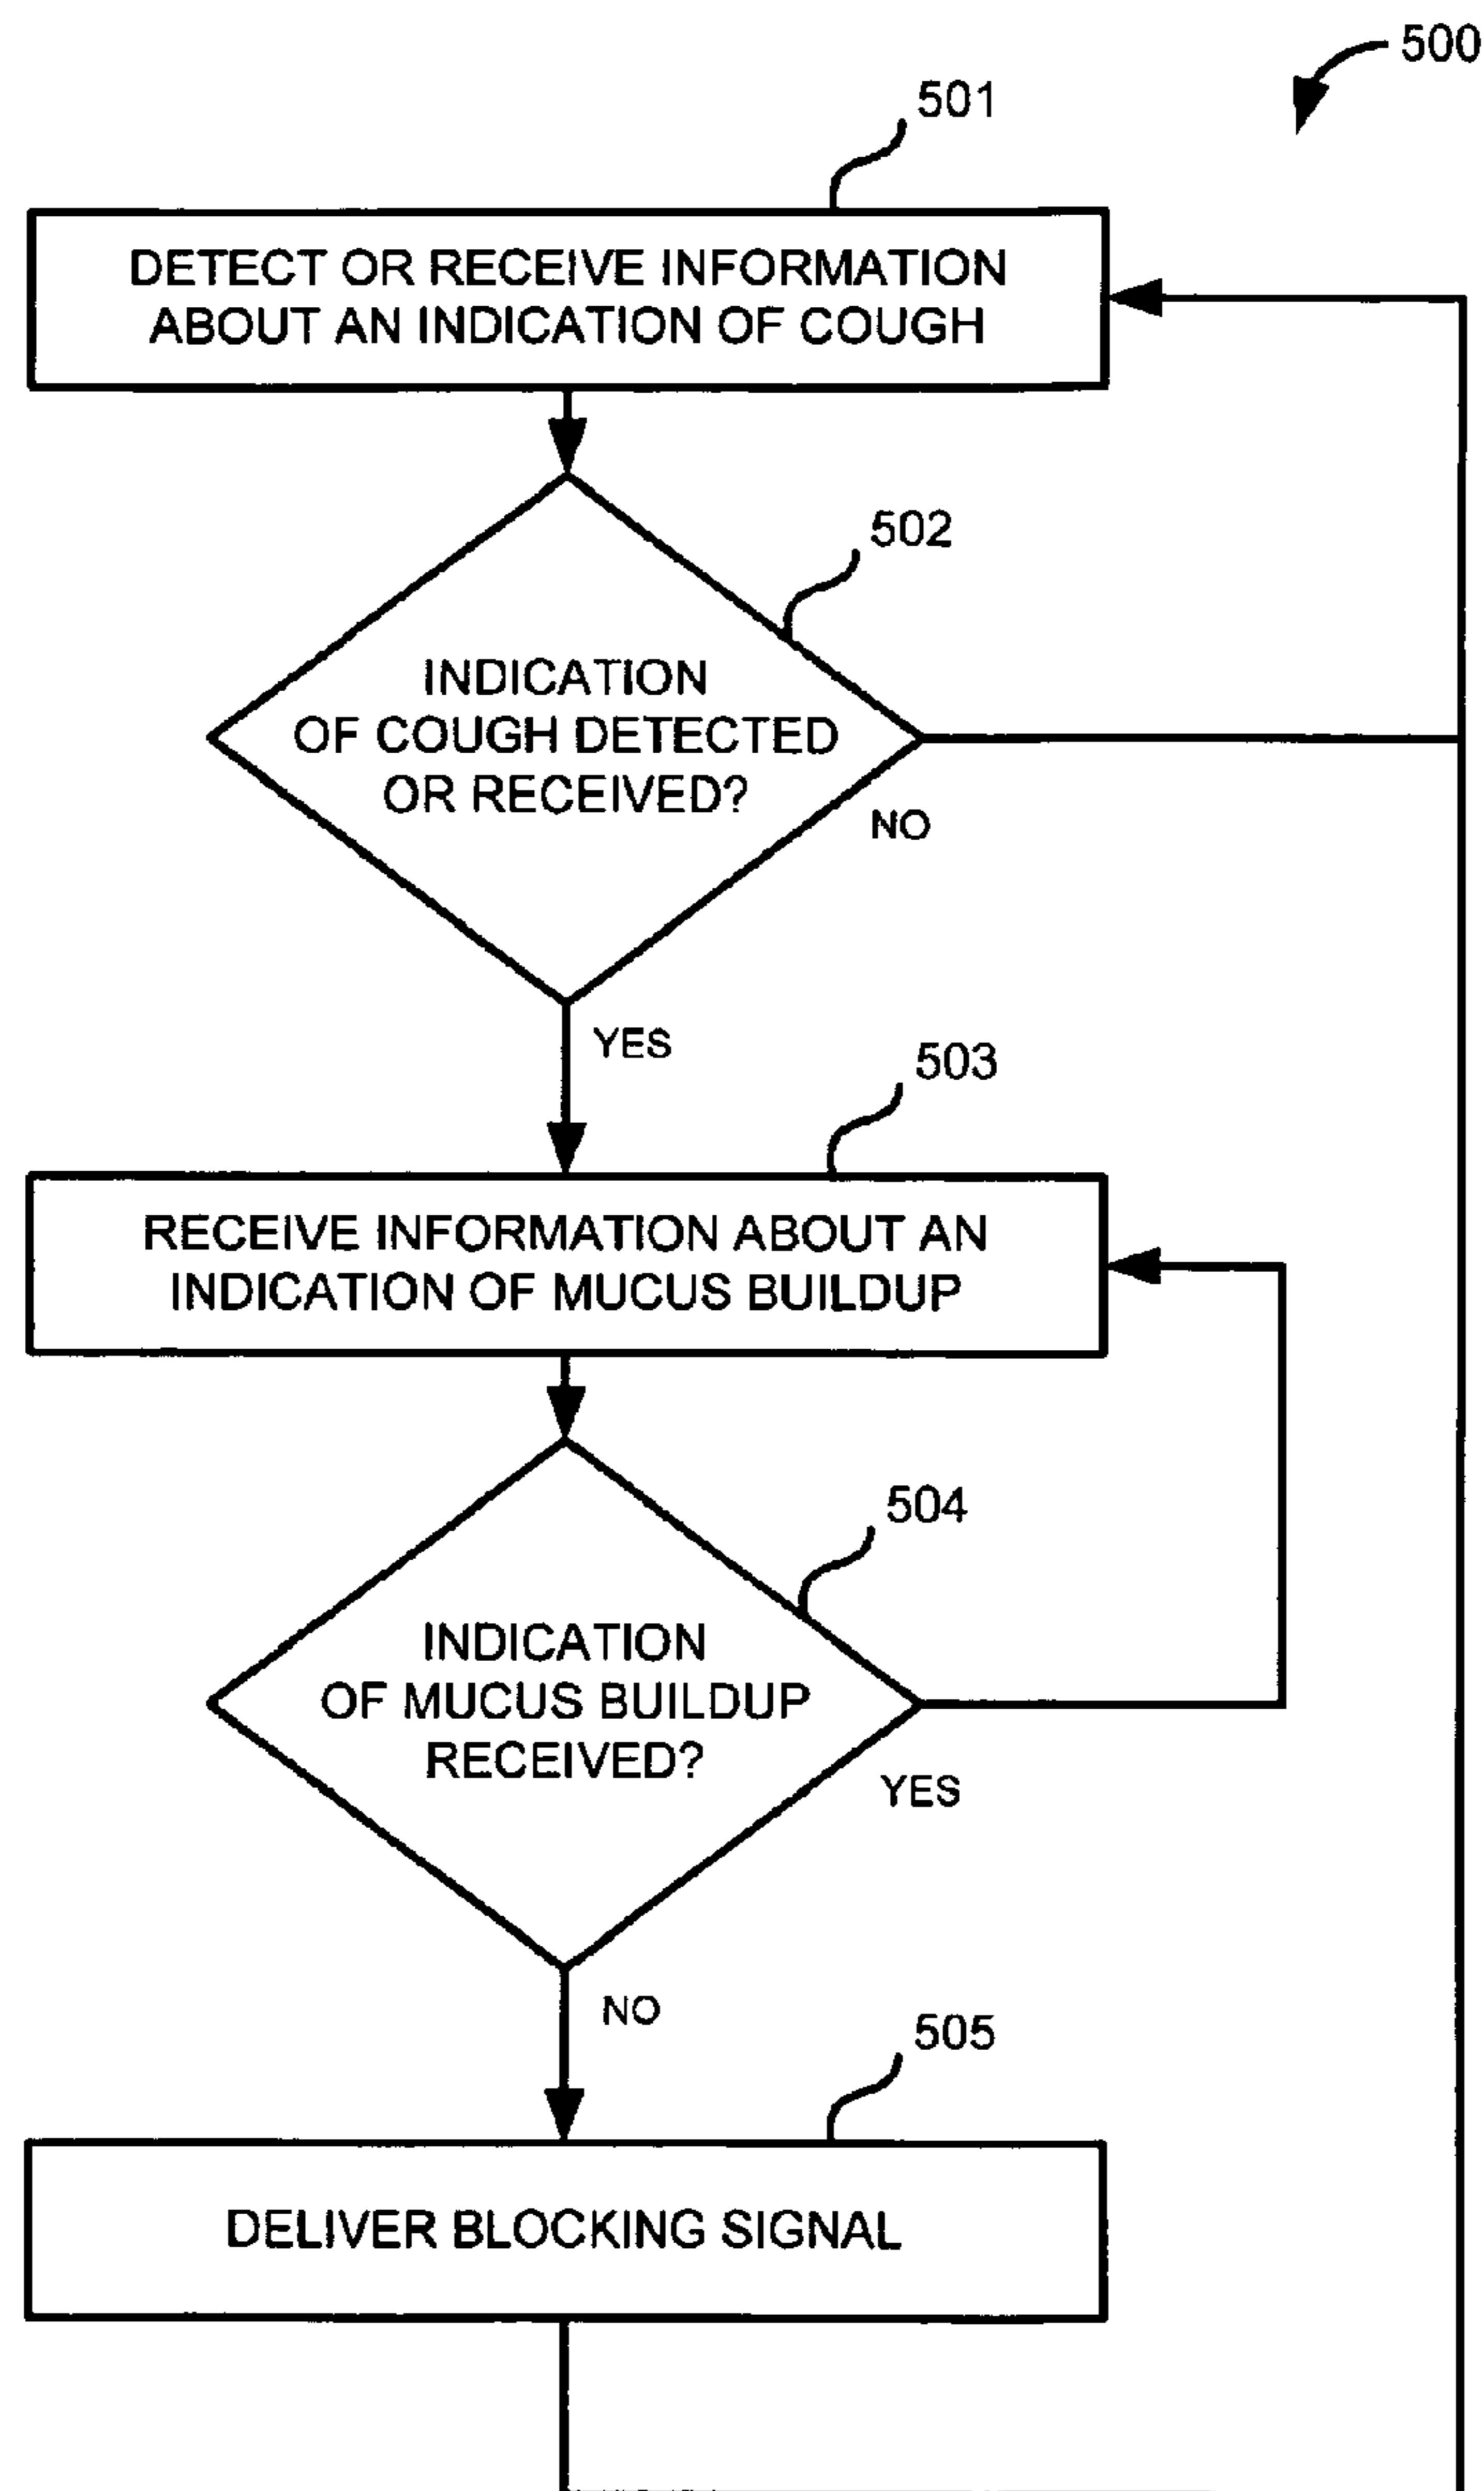 500
501
DETECT OR RECEIVE INFORMATION
ABOUT AN INDICATION OF COUGH
502
INDICATION
OF COUGH DETECTED
OR RECEIVED?
NO
YES
503
RECEIVE INFORMATION ABOUT AN
INDICATION OF MUCUS BUILDUP
504
INDICATION
OF MUCUS BUILDUP
RECEIVED?
YES
NO
505
DELIVER BLOCKING SIGNAL